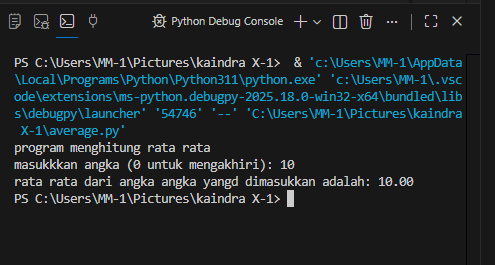 Python Debug Console
PS C:\Users\MM-1\Pictures\kaindra X-1>  & 'c:\Users\MM-1\AppData
\Local\Programs\Python\Python311\python.exe' 'c:\Users\MM-1\.vsc
ode\extensions\ms-python.debugpy-2025.18.0-win32-x64\bundled\lib
s\debugpy\launcher' '54746' '--' 'C:\Users\MM-1\Pictures\kaindra
 X-1\average.py'
program menghitung rata rata
masukkkan angka (0 untuk mengakhiri): 10
rata rata dari angka angka yangd dimasukkan adalah: 10.00
PS C:\Users\MM-1\Pictures\kaindra X-1>